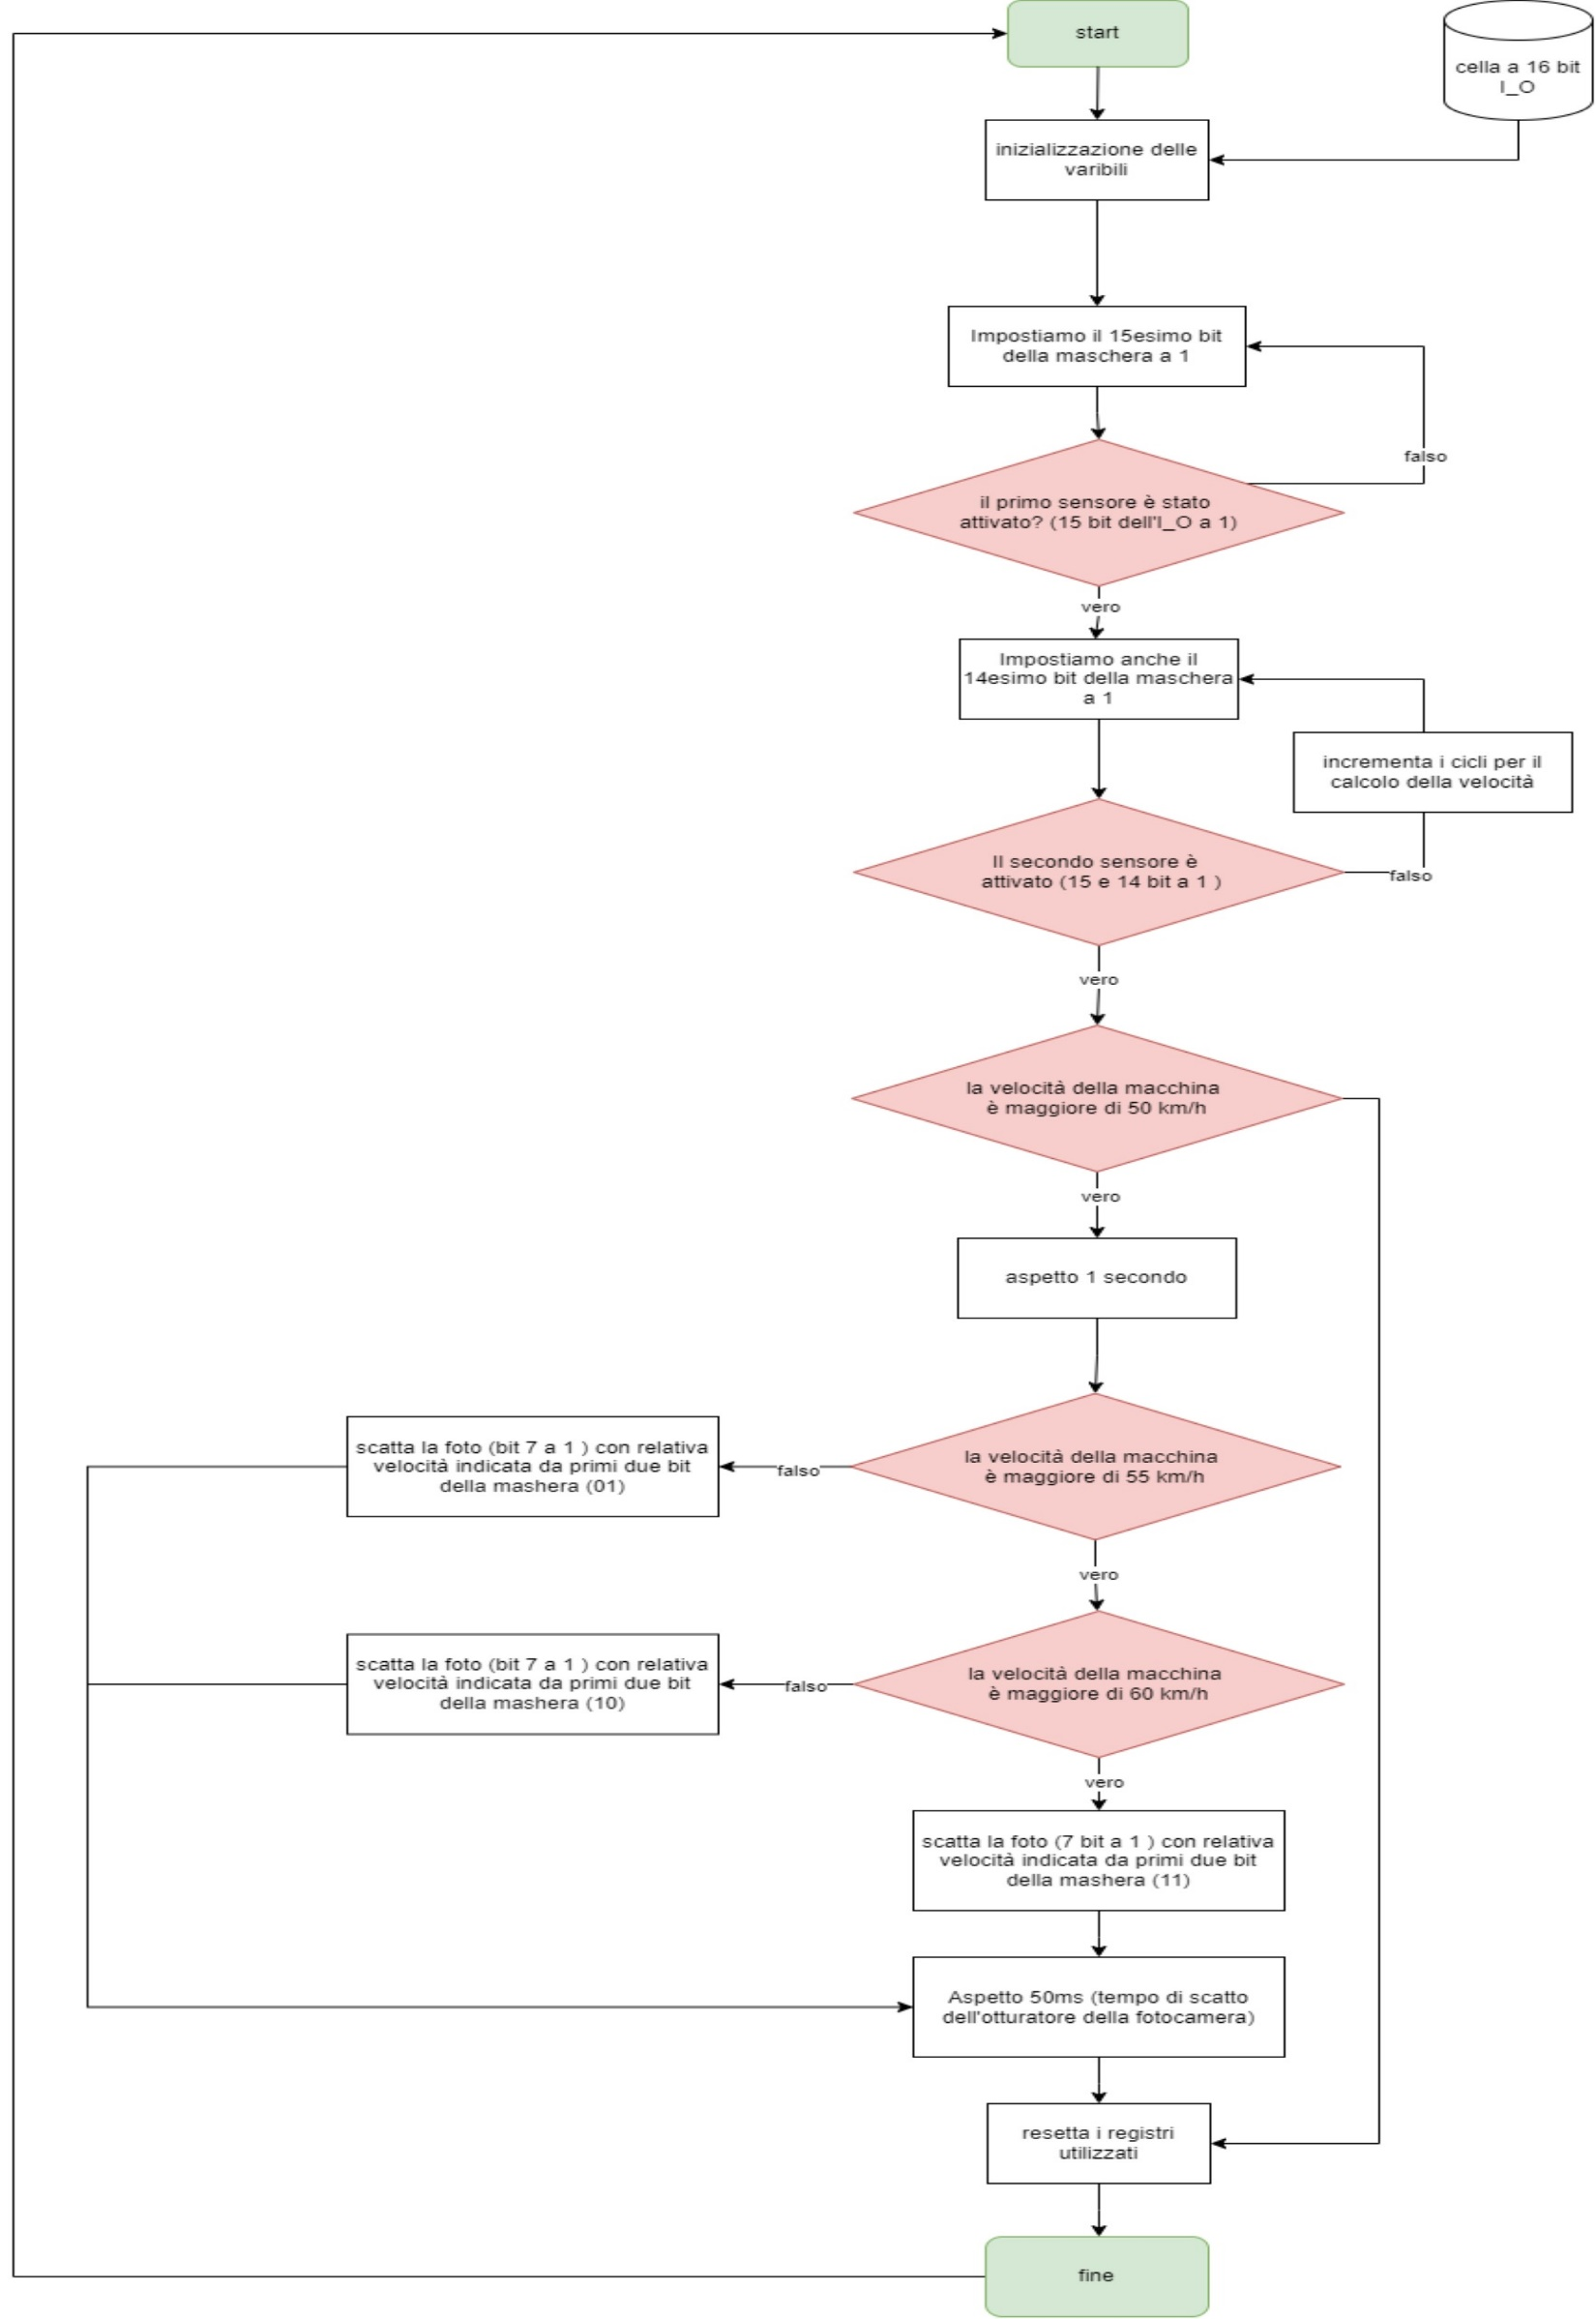 start
cella a 16 bit
I_O
inizializzazione delle
varibili
Impostiamo il 15esimo bit
della maschera a 1
falso
il primo sensore è stato
attivato? (15 bit dell'I_O a 1)
vero
Impostiamo anche il
14esimo bit della maschera
a 1
incrementa i cicli per il
calcolo della velocità
Il secondo sensore è
attivato (15 e 14 bit a 1 )
falso
vero
la velocità della macchina
è maggiore di 50 km/h
vero
aspetto 1 secondo
la velocità della macchina
è maggiore di 55 km/h
falso
scatta la foto (bit 7 a 1 ) con relativa
velocità indicata da primi due bit
della mashera (01)
vero
la velocità della macchina
è maggiore di 60 km/h
falso
scatta la foto (bit 7 a 1 ) con relativa
velocità indicata da primi due bit
della mashera (10)
vero
scatta la foto (7 bit a 1 ) con relativa
velocità indicata da primi due bit
della mashera (11)
Aspetto 50ms (tempo di scatto
dell'otturatore della fotocamera)
resetta i registri
utilizzati
fine